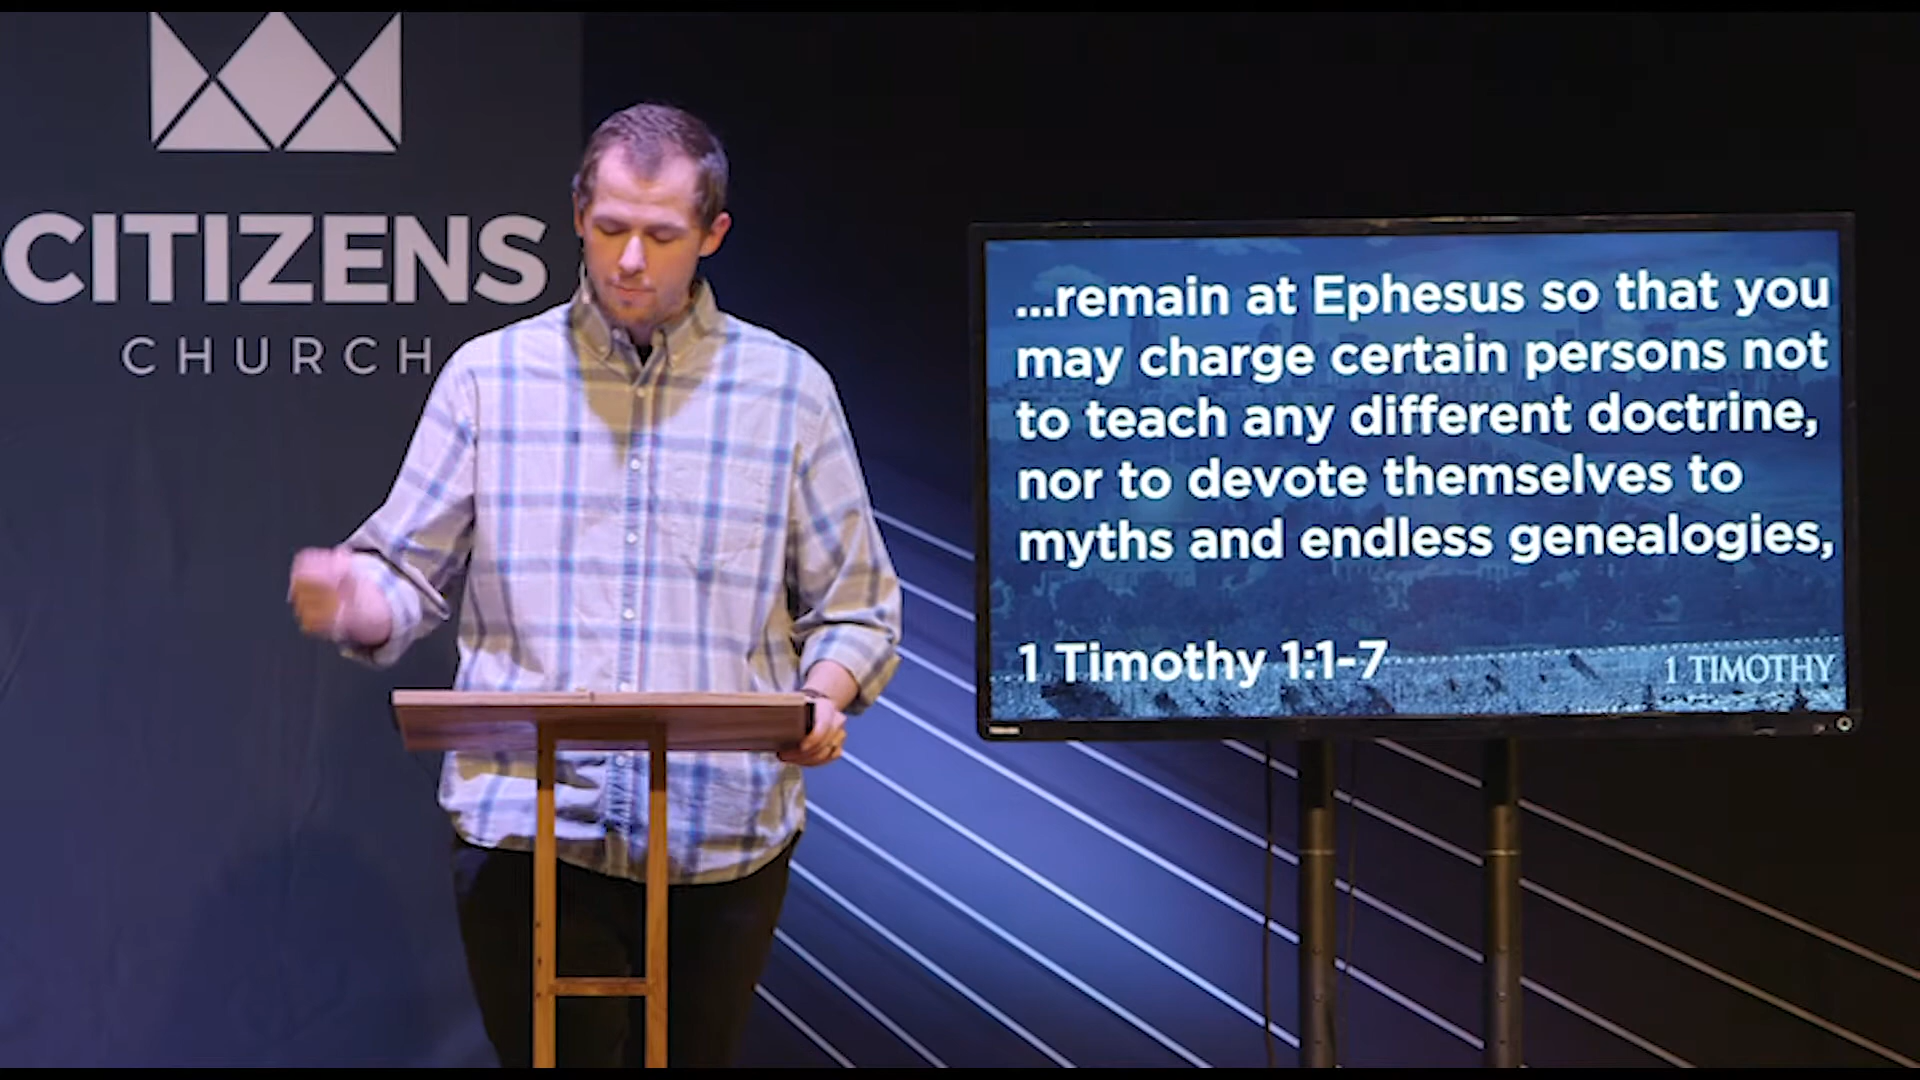 CITIZENS
CHURCH
...remain at Ephesus so that you
may charge certain persons not
to teach any different doctrine,
nor to devote themselves to
myths and endless genealogies,
1 Timothy 1:1-7
1 TIMOTHY